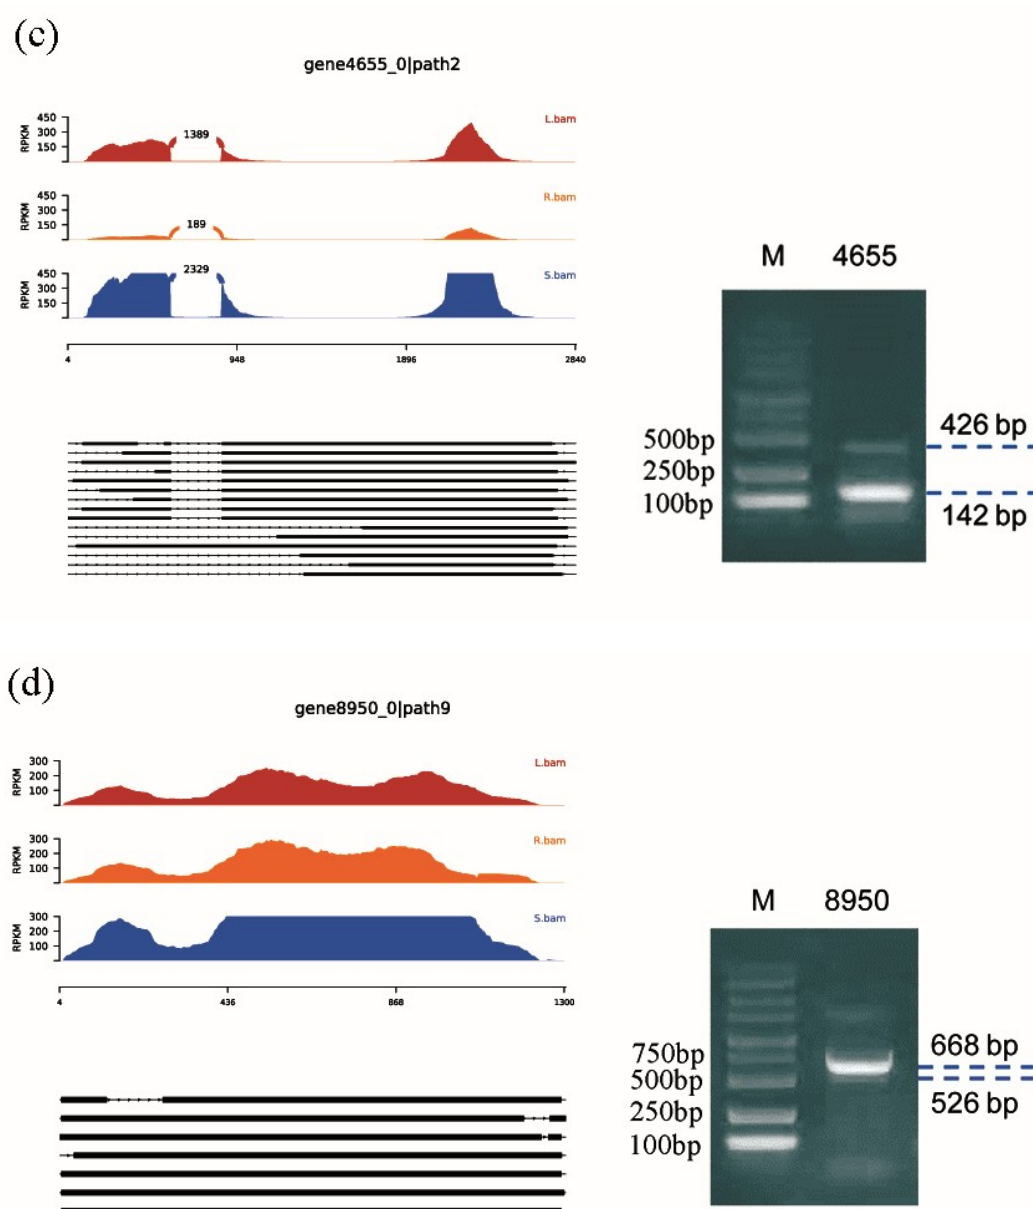 (c)
gene4655_0|path2
450
300
150
RPKM
1389
L.bam
450
300
150
RPKM
189
R.bam
450
300
150
RPKM
2329
S.bam
4 948 1896 2840
M 4655
500bp
250bp
100bp
426 bp
142 bp
(d)
gene8950_0|path9
300
200
100
RPKM
L.bam
300
200
100
RPKM
R.bam
300
200
100
RPKM
S.bam
4 436 868 1300
M 8950
750bp
500bp
250bp
100bp
668 bp
526 bp